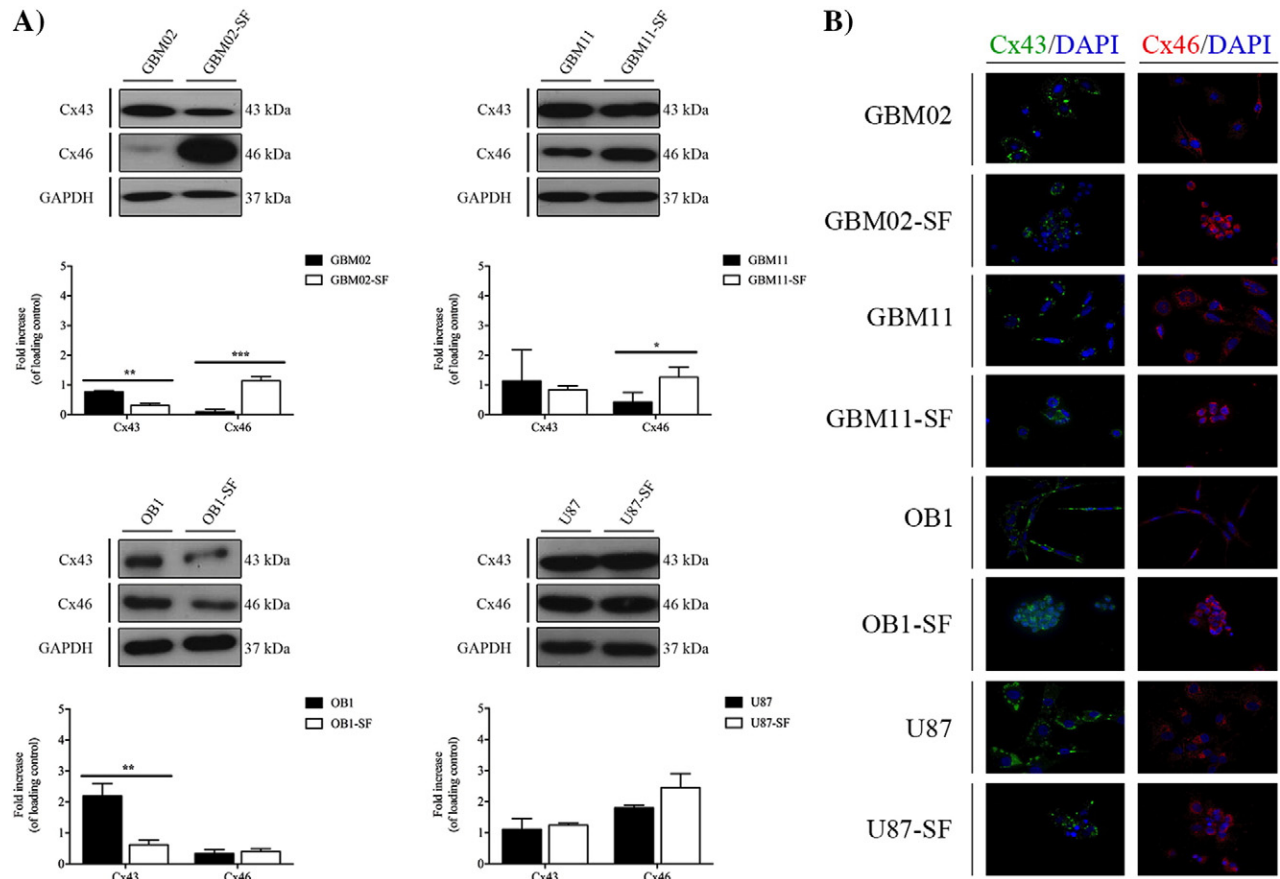 A)
GBM02 GBM02-SF
Cx43 43 kDa
Cx46 46 kDa
GAPDH 37 kDa
GBM02
GBM02-SF
Fold increase
(of loading control)
5
4
3
2
1
0
** ***
Cx43 Cx46
GBM11 GBM11-SF
Cx43 43 kDa
Cx46 46 kDa
GAPDH 37 kDa
GBM11
GBM11-SF
Fold increase
(of loading control)
5
4
3
2
1
0
*
Cx43 Cx46
OB1 OB1-SF
Cx43 43 kDa
Cx46 46 kDa
GAPDH 37 kDa
OB1
OB1-SF
Fold increase
(of loading control)
5
4
3
2
1
0
**
Cx43 Cx46
U87 U87-SF
Cx43 43 kDa
Cx46 46 kDa
GAPDH 37 kDa
U87
U87-SF
Fold increase
(of loading control)
5
4
3
2
1
0
Cx43 Cx46
B)
Cx43/DAPI Cx46/DAPI
GBM02
GBM02-SF
GBM11
GBM11-SF
OB1
OB1-SF
U87
U87-SF